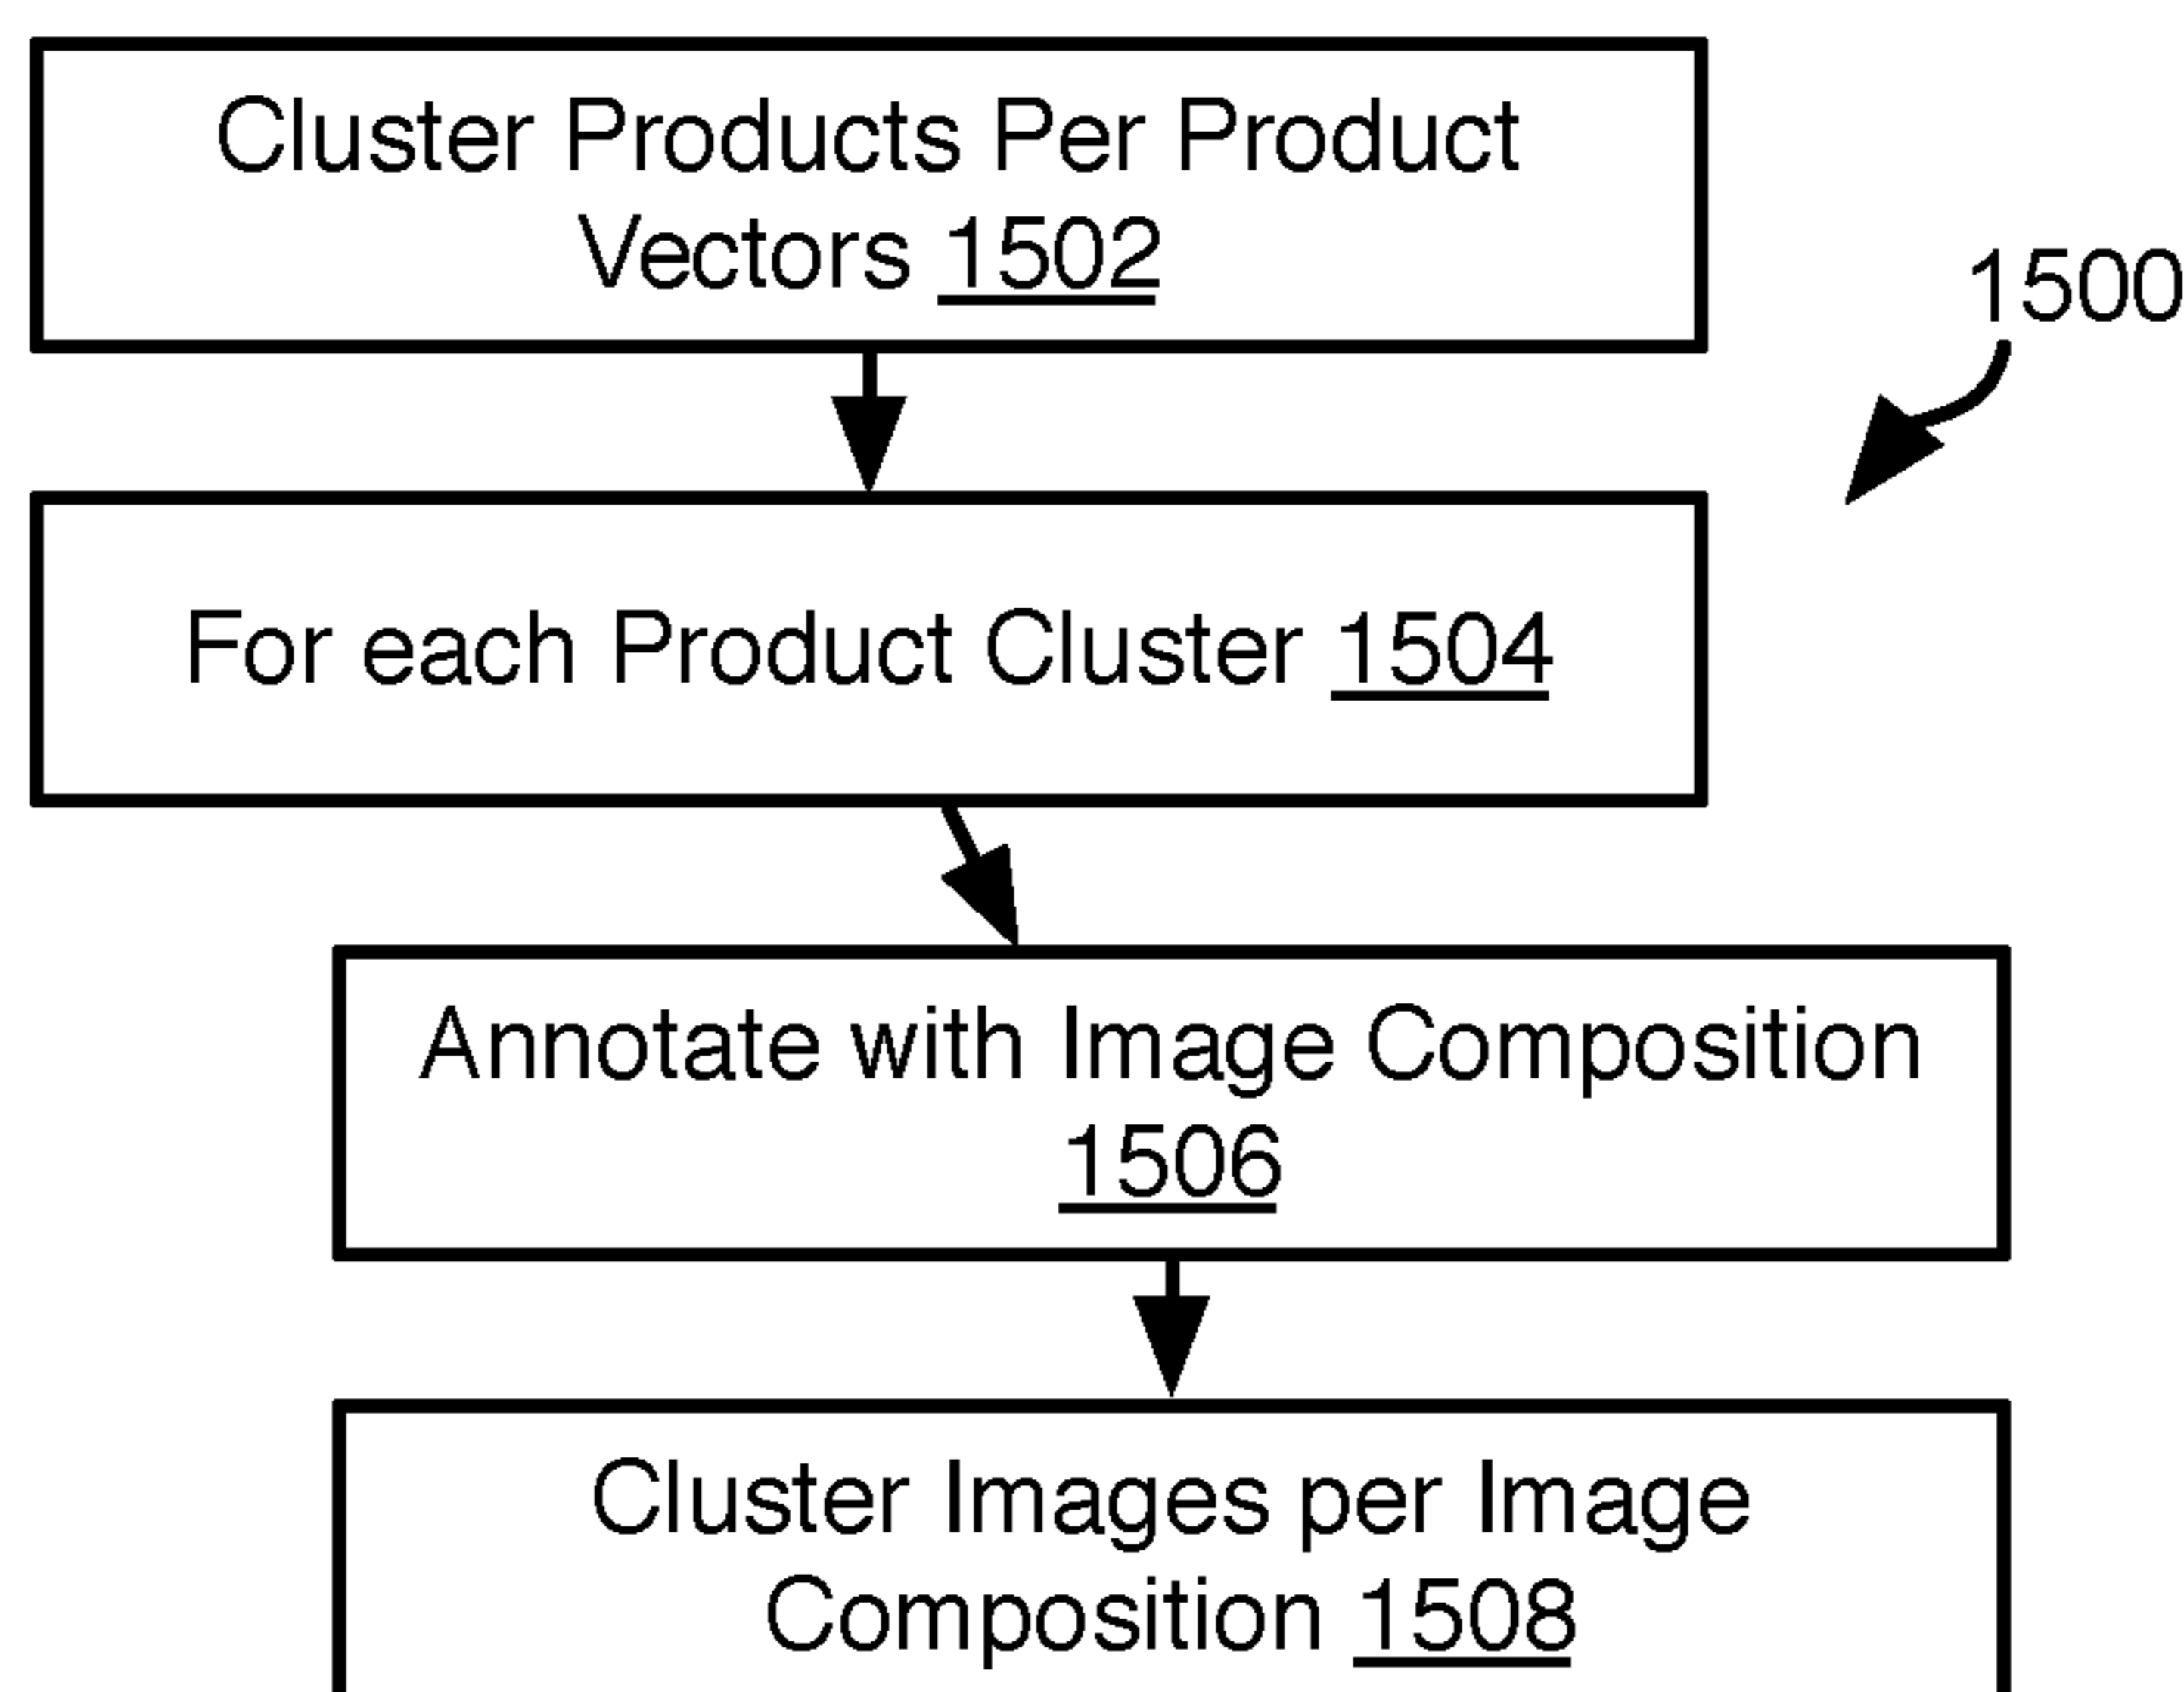 Cluster Products Per Product
Vectors 1502
1500
For each Product Cluster 1504
Annotate with Image Composition
1506
Cluster Images per Image
Composition 1508